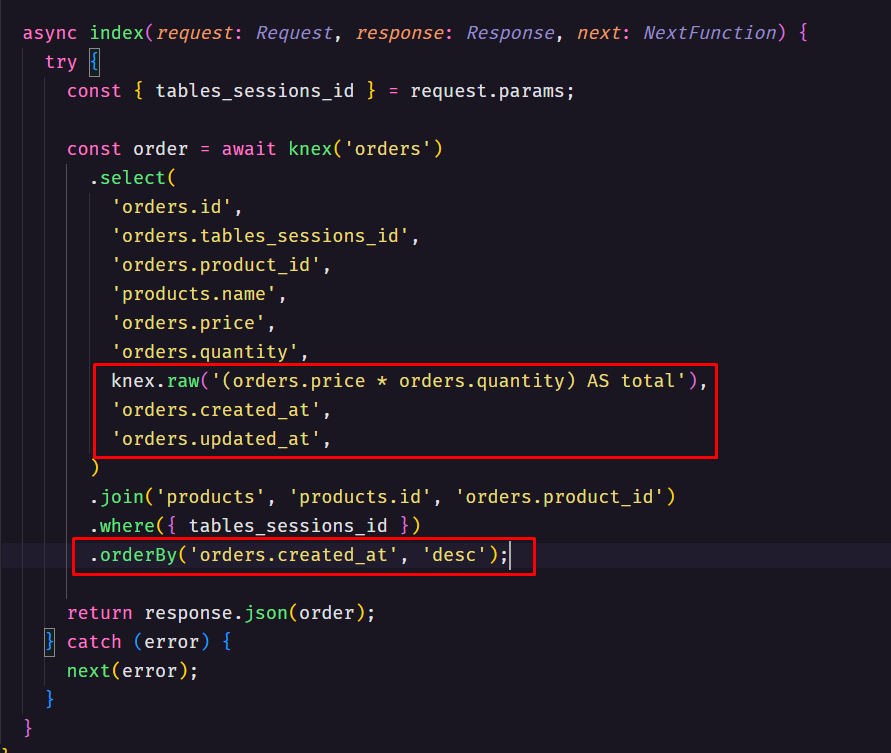 async index(request: Request, response: Response, next: NextFunction) {
try {
const { tables_sessions_id } = request.params;
const order = await knex('orders')
.select(
'orders.id',
'orders.tables_sessions_id',
'orders.product_id',
'products.name',
'orders.price',
'orders.quantity',
knex.raw('(orders.price * orders.quantity) AS total'),
'orders.created_at',
'orders.updated_at',
)
.join('products', 'products.id', 'orders.product_id')
.where({ tables_sessions_id })
.orderBy('orders.created_at', 'desc');
return response.json(order);
} catch (error) {
next(error);
}
}
}